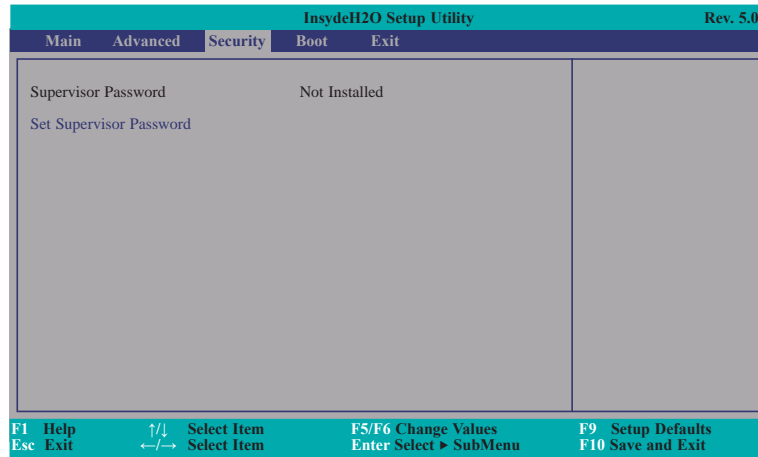 InsydeH2O Setup Utility Rev. 5.0
Main Advanced Security Boot Exit
Supervisor Password Not Installed
Set Supervisor Password
F1 Help ↑/↓ Select Item F5/F6 Change Values F9 Setup Defaults
Esc Exit ←/→ Select Item Enter Select ► SubMenu F10 Save and Exit